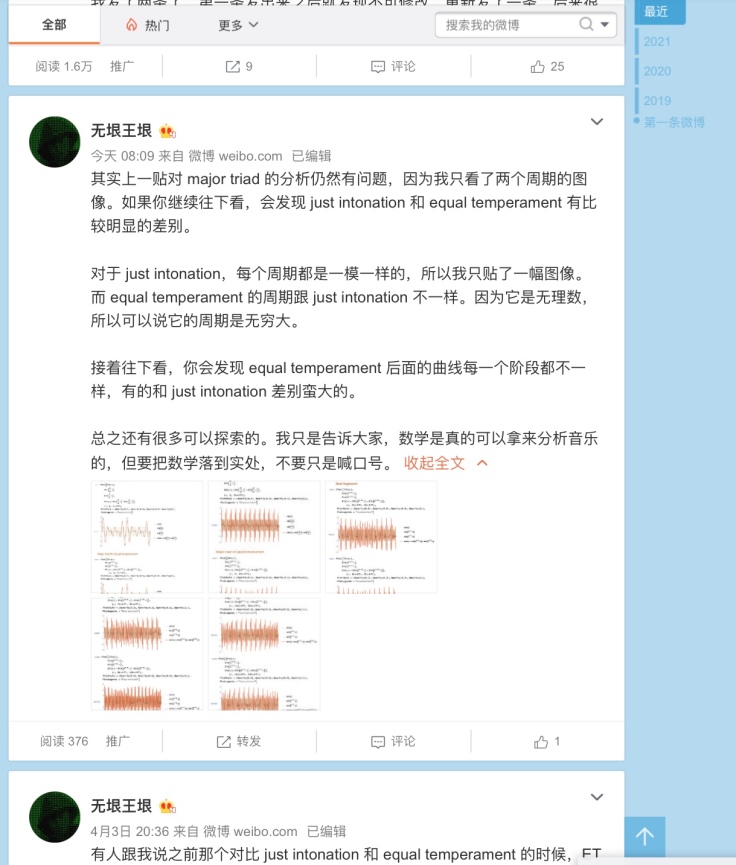 全部
热门
更多
搜索我的微博
最近
2021
2020
2019
第一条微博
阅读 1.6万 推广
9
评论
25
无垠王垠
今天 08:09 来自 微博 weibo.com 已编辑
其实上一贴对 major triad 的分析仍然有问题，因为我只看了两个周期的图
像。如果你继续往下看，会发现 just intonation 和 equal temperament 有比
较明显的差别。
对于 just intonation，每个周期都是一模一样的，所以我只贴了一幅图像。
而 equal temperament 的周期跟 just intonation 不一样。因为它是无理数，
所以可以说它的周期是无穷大。
接着往下看，你会发现 equal temperament 后面的曲线每一个阶段都不一
样，有的和 just intonation 差别蛮大的。
总之还有很多可以探索的。我只是告诉大家，数学是真的可以拿来分析音乐
的，但要把数学落到实处，不要只是喊口号。 收起全文
阅读 376 推广
转发
评论
1
无垠王垠
4月3日 20:36 来自 微博 weibo.com 已编辑
有人跟我说之前那个对比 just intonation 和 equal temperament 的时候，ET